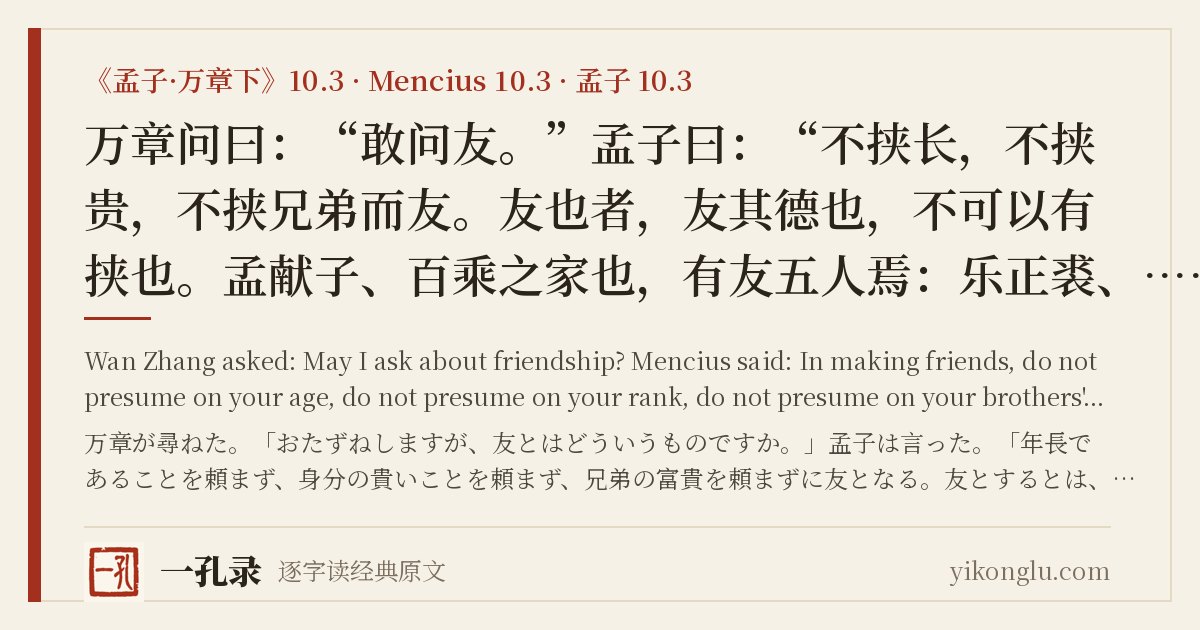 《孟子·万章下》10.3 · Mencius 10.3 · 孟子 10.3
万章问曰：“敢问友。”孟子曰：“不挟长，不挟
贵，不挟兄弟而友。友也者，友其德也，不可以有
挟也。孟献子、百乘之家也，有友五人焉：乐正裘、……
Wan Zhang asked: May I ask about friendship? Mencius said: In making friends, do not
presume on your age, do not presume on your rank, do not presume on your brothers'...
万章が尋ねた。「おたずねしますが、友とはどういうものですか。」孟子は言った。「年長で
あることを頼まず、身分の貴いことを頼まず、兄弟の富貴を頼まずに友となる。友とするとは、…
一孔
一孔录 逐字读经典原文
yikonglu.com